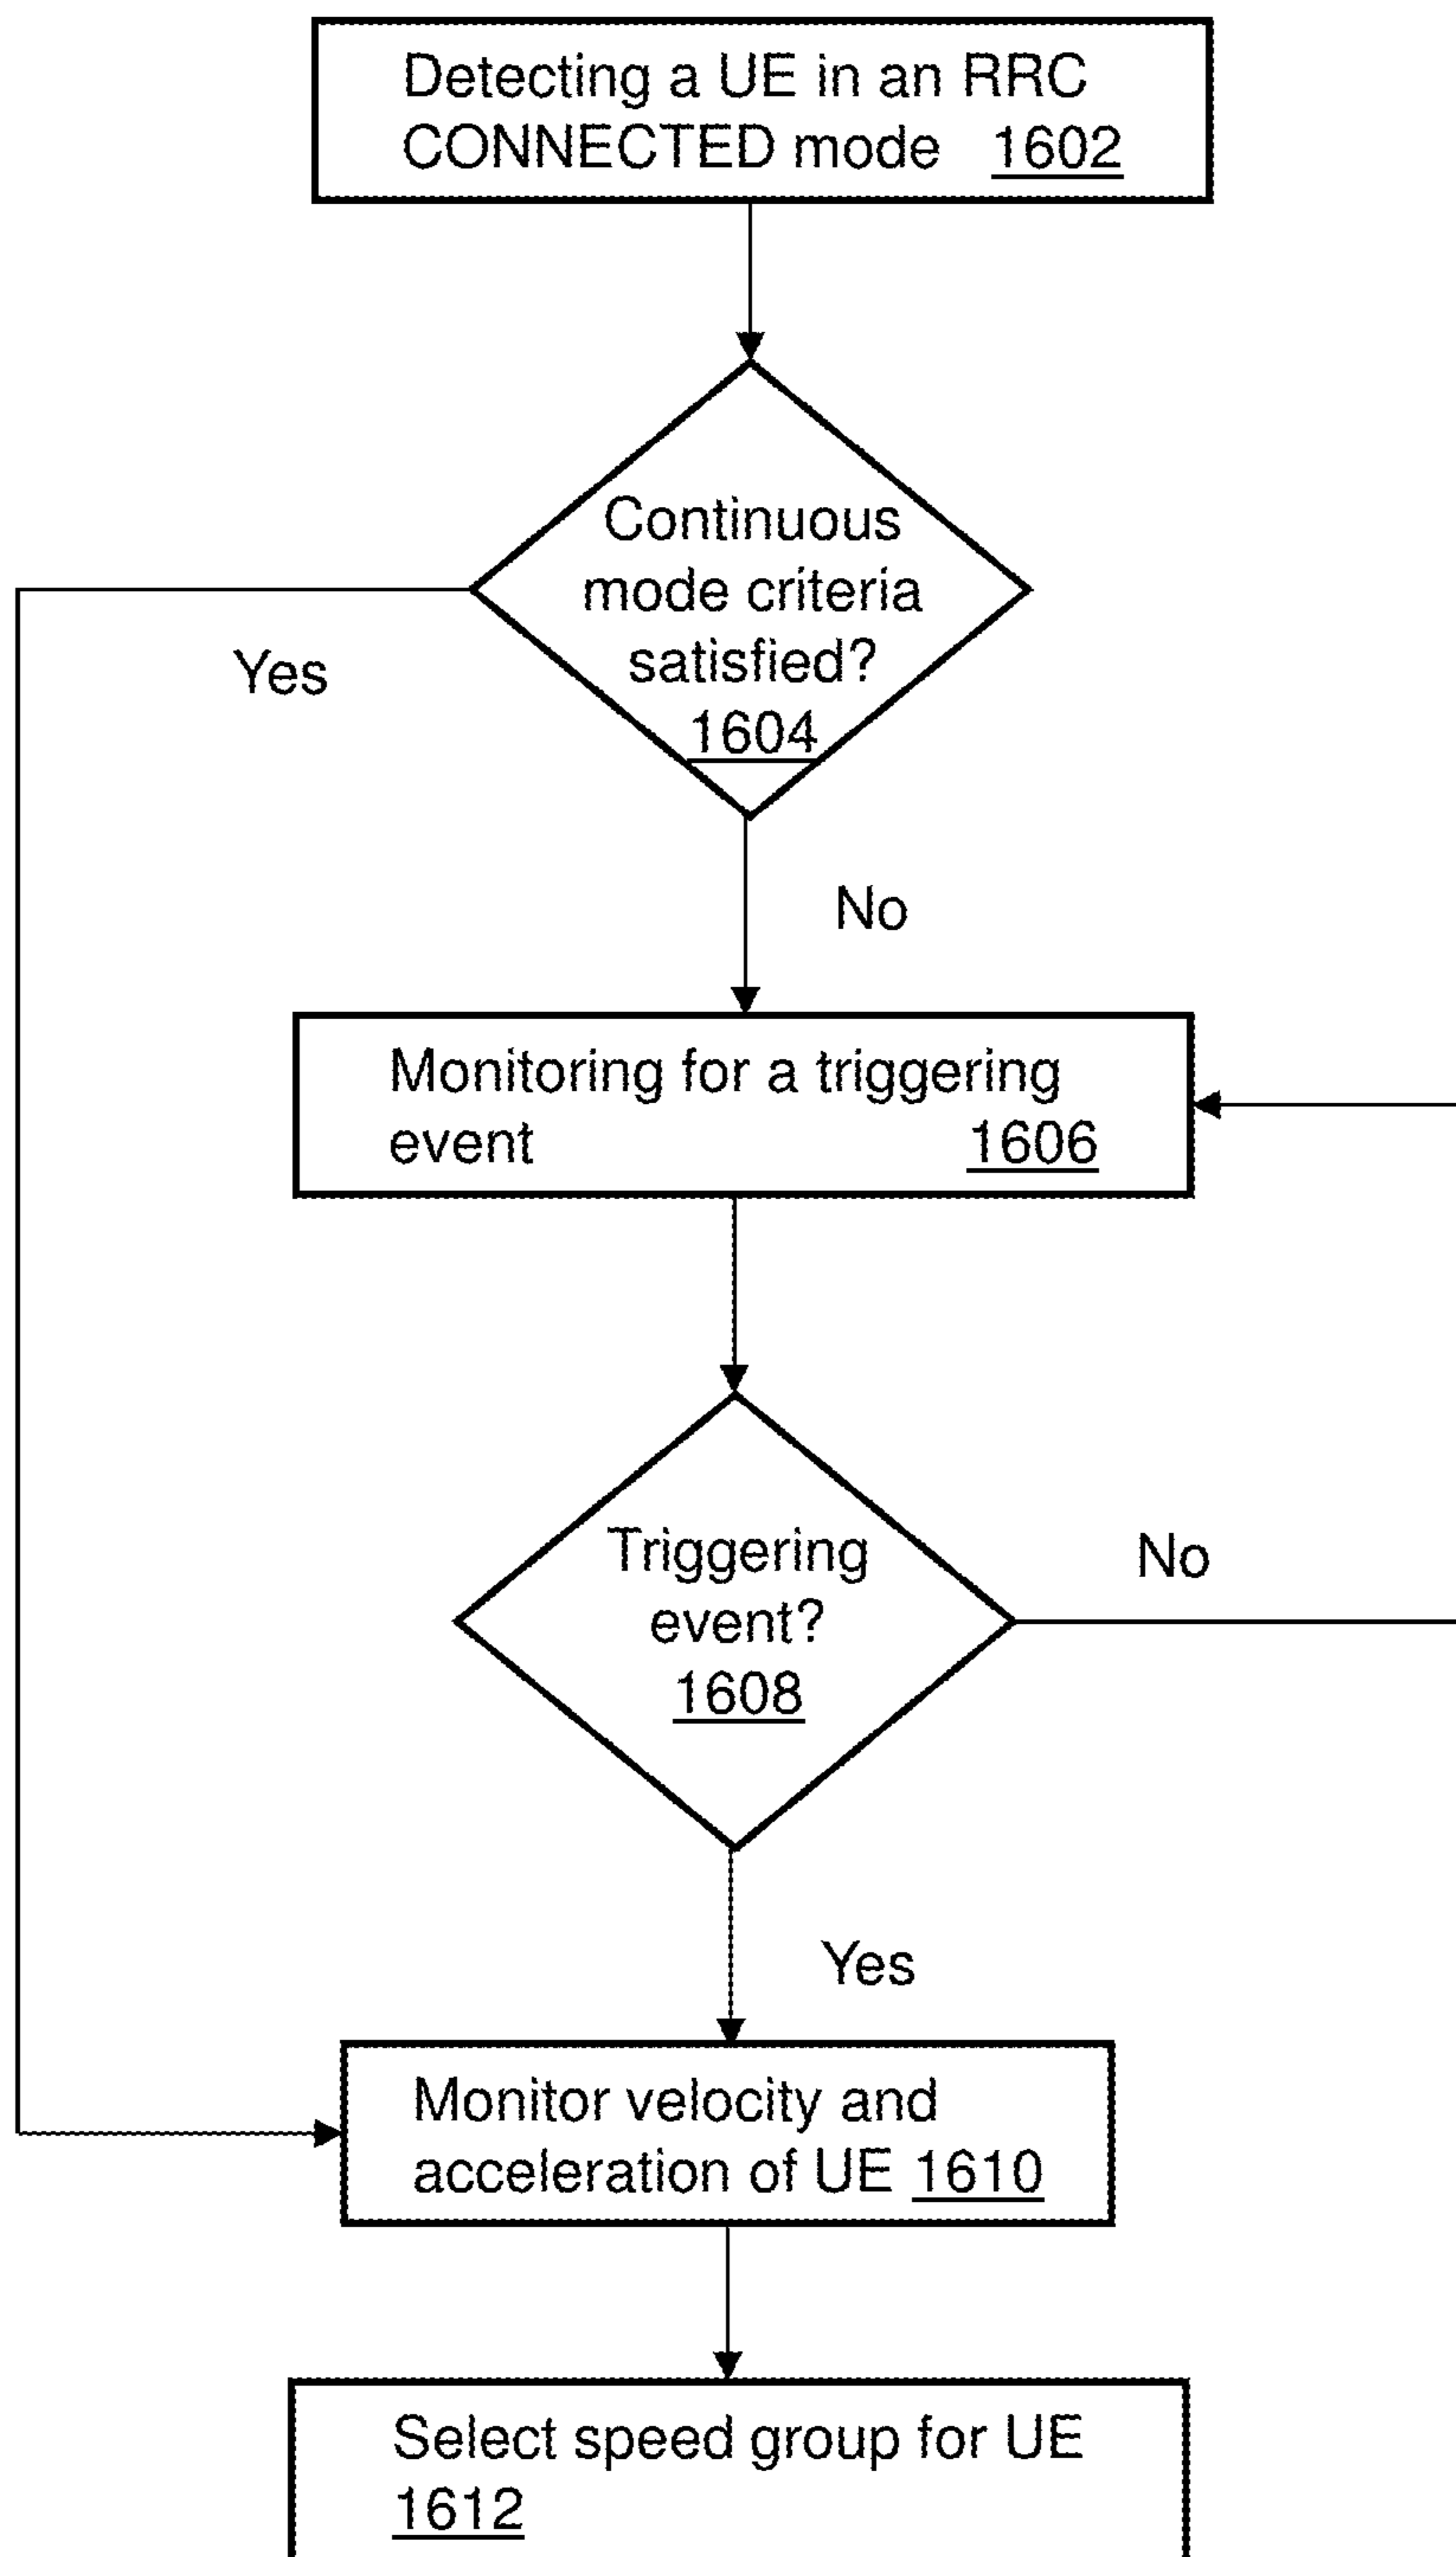 Detecting a UE in an RRC
CONNECTED mode 1602
Continuous
mode criteria
satisfied?
1604
Yes
No
Monitoring for a triggering
event 1606
Triggering
event?
1608
No
Yes
Monitor velocity and
acceleration of UE 1610
Select speed group for UE
1612